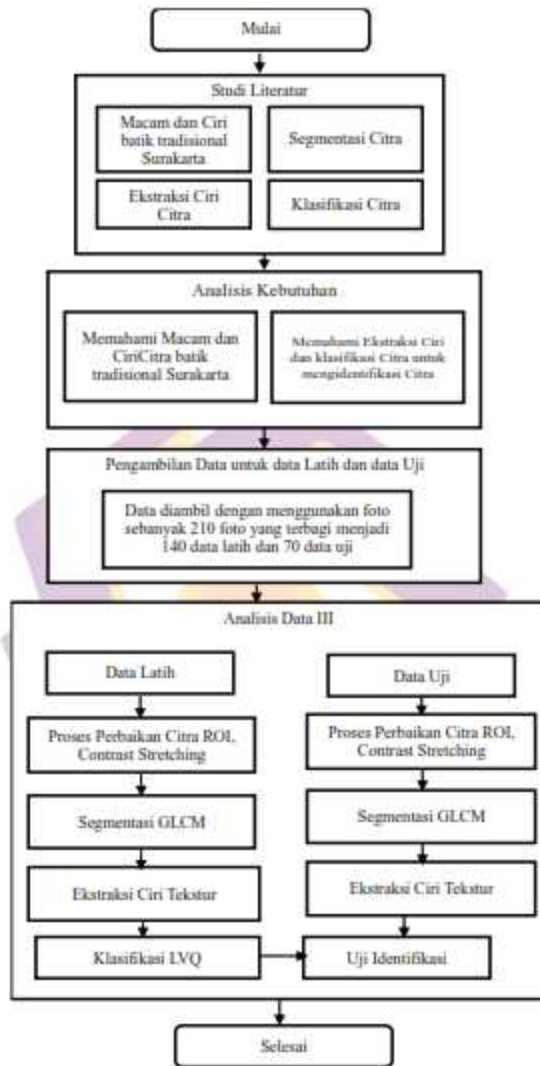 Mulai
Studi Literatur
Macam dan Ciri
batik tradisional
Surakarta
Segmentasi Citra
Ekstraksi Ciri
Citra
Klasifikasi Citra
Analisis Kebutuhan
Memahami Macam dan
CiriCitra batik
tradisional Surakarta
Memahami Ekstraksi Ciri
dan klasifikasi Citra untuk
mengidentifikasi Citra
Pengambilan Data untuk data Latih dan data Uji
Data diambil dengan menggunakan foto
sebanyak 210 foto yang terbagi menjadi
140 data latih dan 70 data uji
Analisis Data III
Data Latih
Proses Perbaikan Citra ROI,
Contrast Stretching
Segmentasi GLCM
Ekstraksi Ciri Tekstur
Klasifikasi LVQ
Data Uji
Proses Perbaikan Citra ROI,
Contrast Stretching
Segmentasi GLCM
Ekstraksi Ciri Tekstur
Uji Identifikasi
Selesai